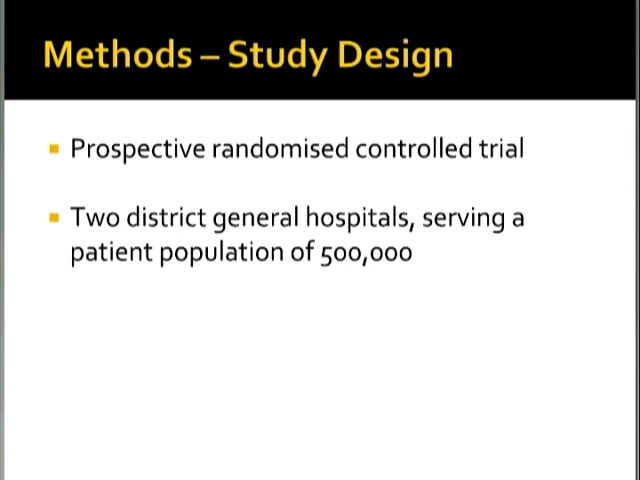 Methods – Study Design
Prospective randomised controlled trial
Two district general hospitals, serving a
patient population of 500,000